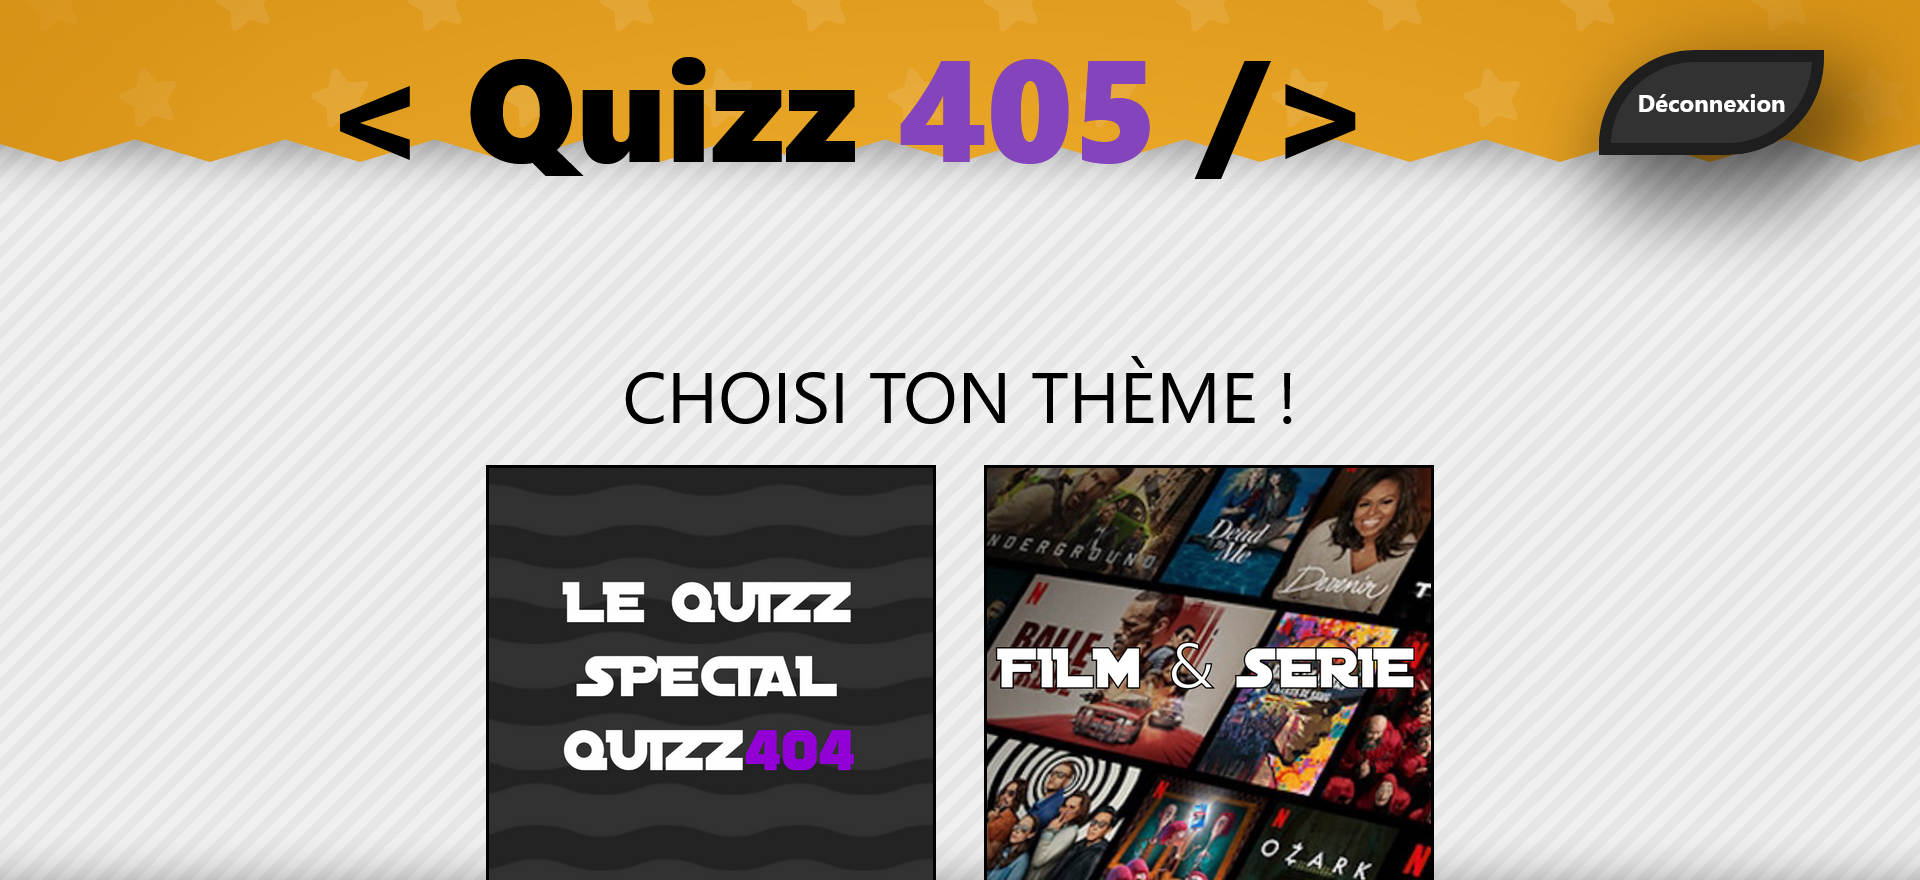 < Quizz 405 />
Déconnexion
CHOISI TON THÈME !
LE QUIZZ
SPECIAL
QUIZZ404
NDERGROUND
Dead
to Me
Devenir
N
BALLE
FILM & SERIE
N
N
OZARK
N